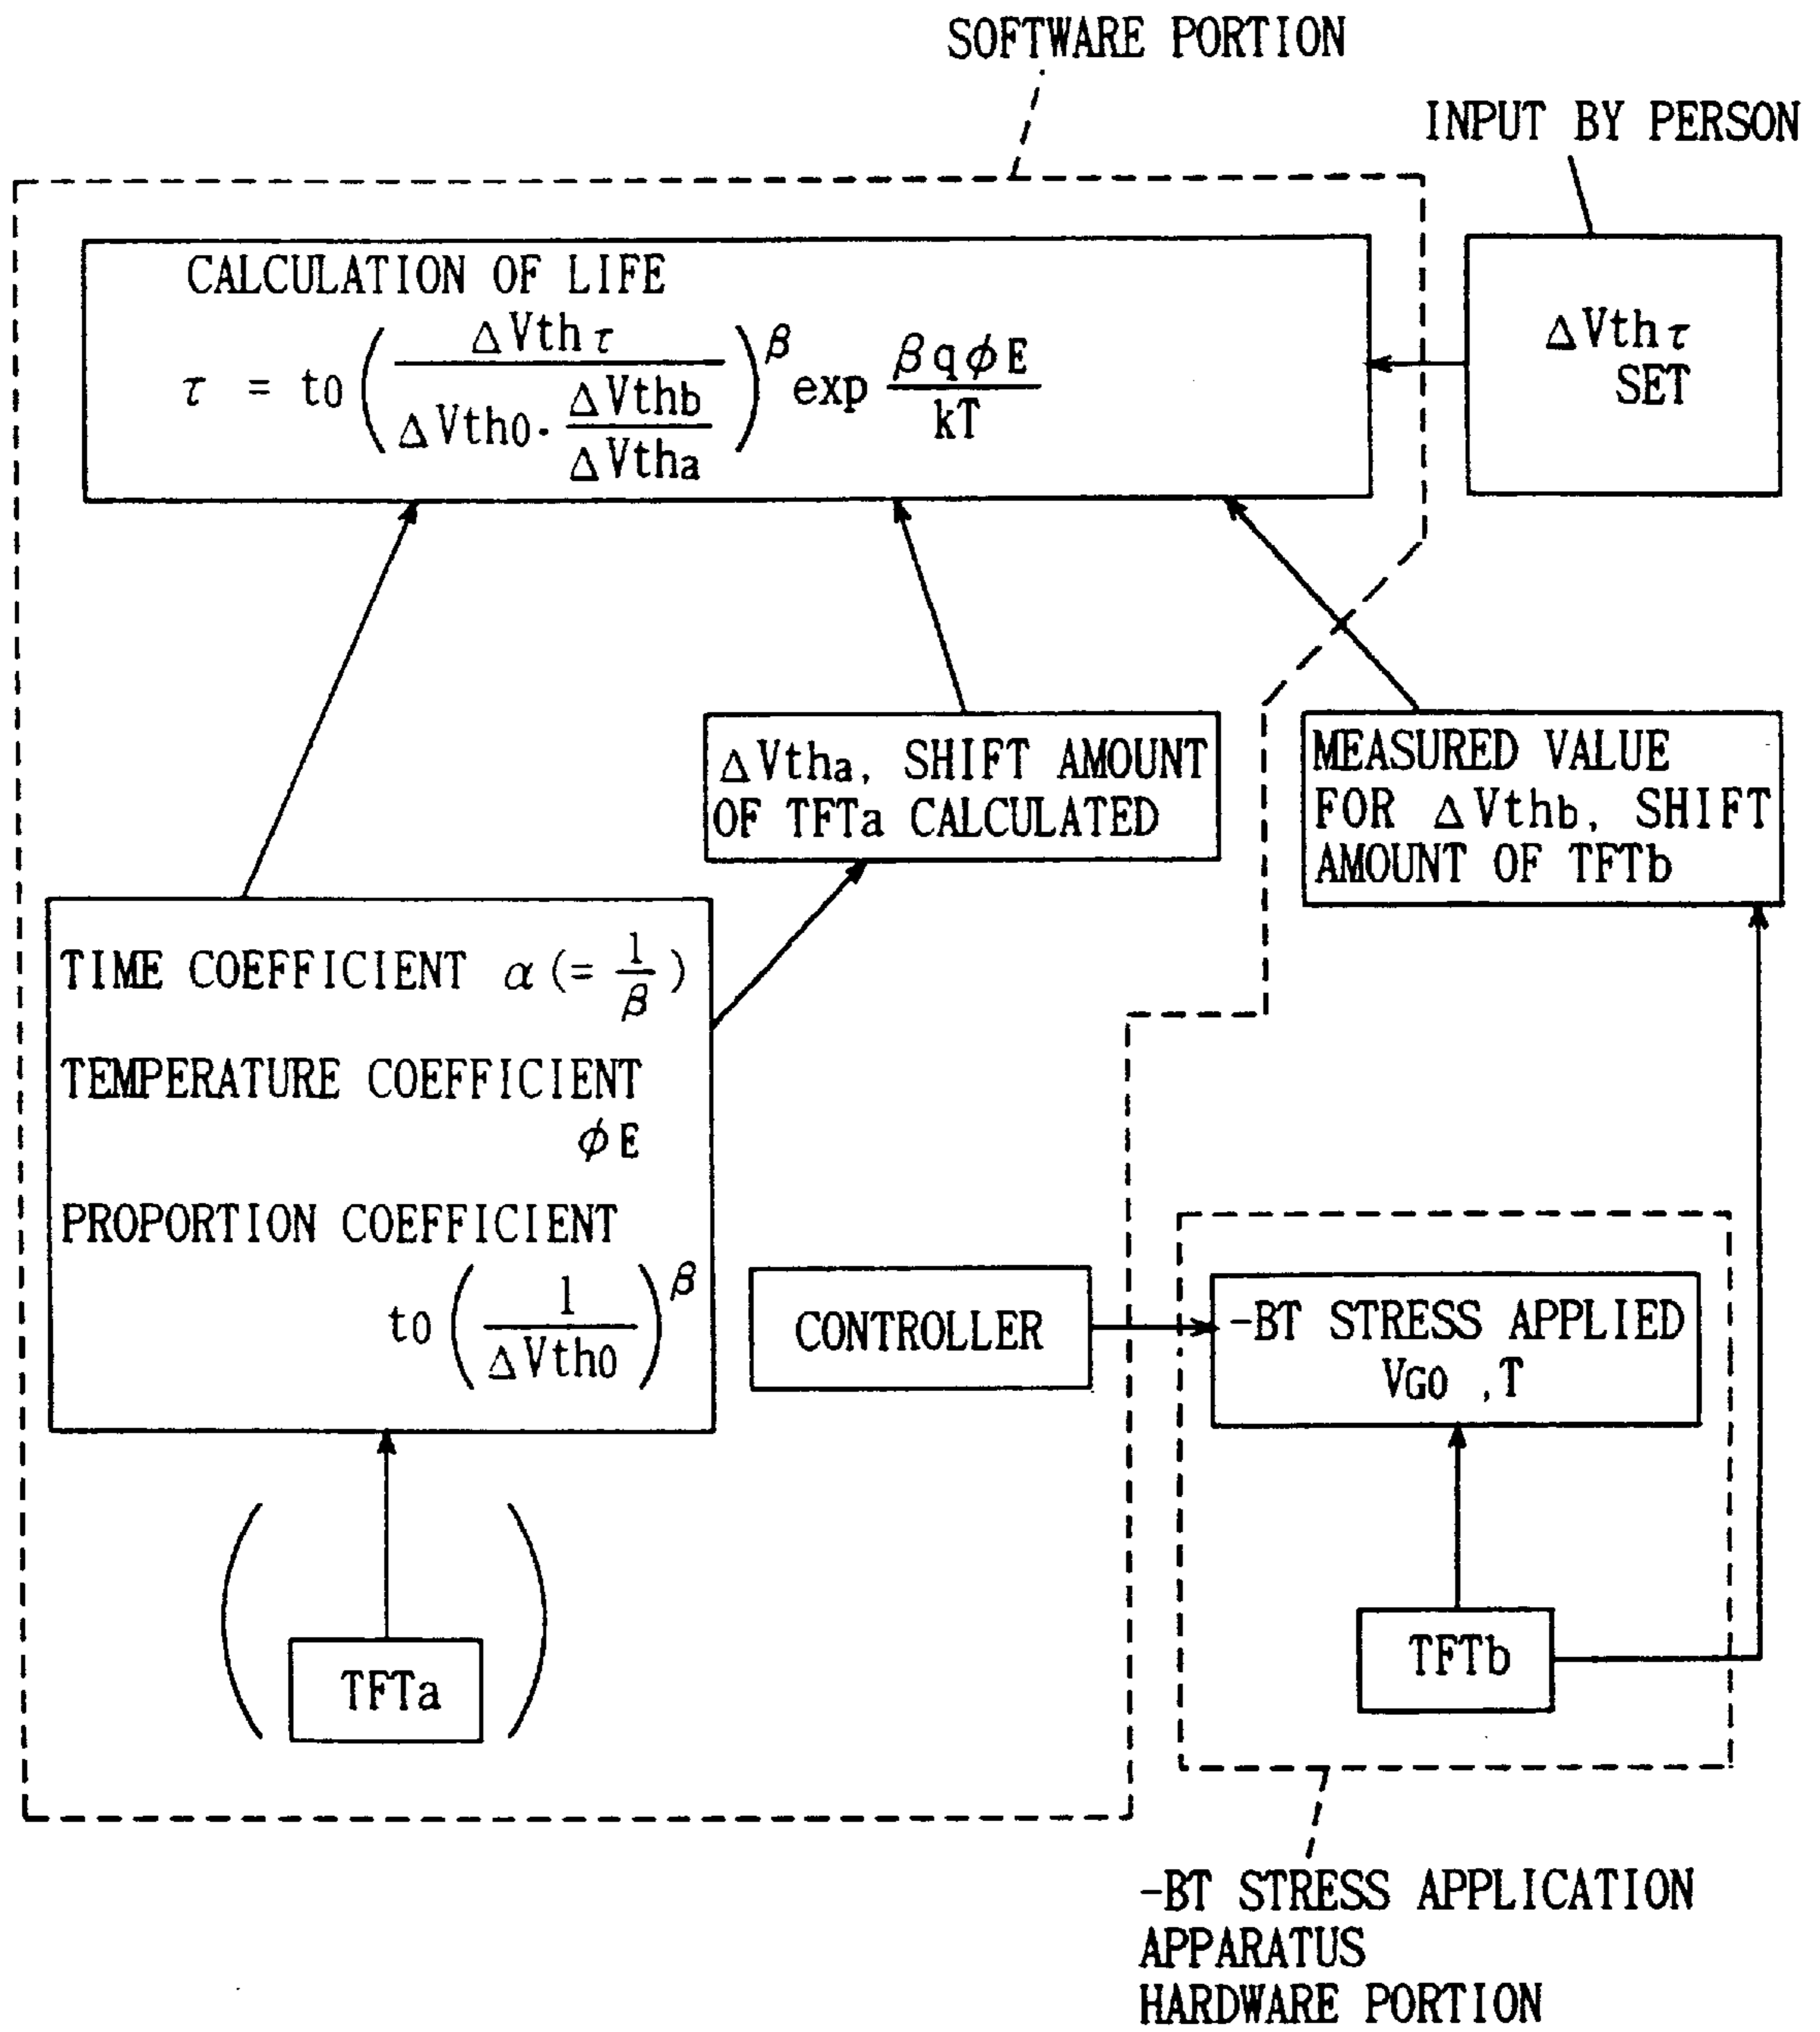 SOFTWARE PORTION
INPUT BY PERSON
CALCULATION OF LIFE
τ = t0 ( ΔVthτ / ( ΔVth0 · ΔVthb / ΔVtha ) )^β exp βqφE / kT
ΔVthτ
SET
ΔVtha, SHIFT AMOUNT
OF TFTa CALCULATED
MEASURED VALUE
FOR ΔVthb, SHIFT
AMOUNT OF TFTb
TIME COEFFICIENT α (= 1/β )
TEMPERATURE COEFFICIENT
φE
PROPORTION COEFFICIENT
t0 ( 1 / ΔVth0 )^β
CONTROLLER
-BT STRESS APPLIED
VG0 ,T
TFTa
TFTb
-BT STRESS APPLICATION
APPARATUS
HARDWARE PORTION